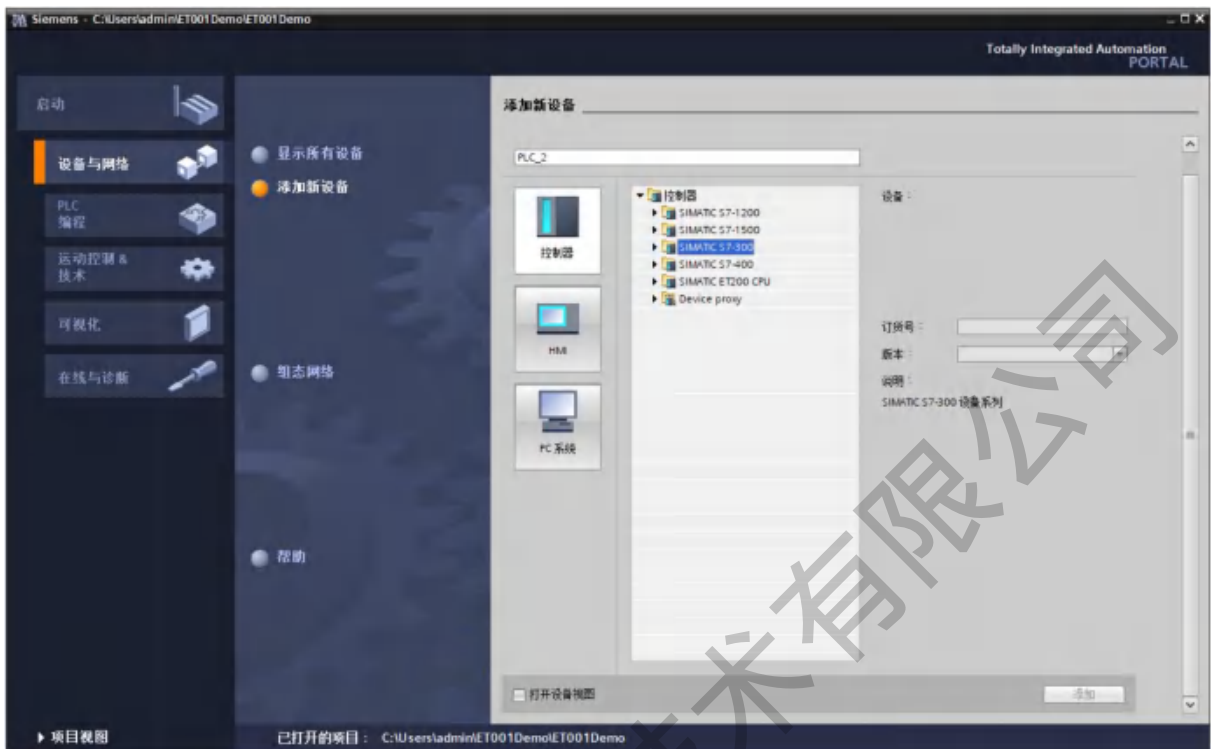 Siemens - C:\Users\admin\ET001Demo\ET001Demo
Totally Integrated Automation
PORTAL
启动
设备与网络
PLC
编程
运动控制 &
技术
可视化
在线与诊断
显示所有设备
添加新设备
组态网络
帮助
添加新设备
PLC_2
控制器
HMI
PC 系统
控制器
SIMATIC S7-1200
SIMATIC S7-1500
SIMATIC S7-300
SIMATIC S7-400
SIMATIC ET200 CPU
Device proxy
设备：
订货号：
版本：
说明：
SIMATIC S7-300 设备系列
打开设备视图
添加
项目视图
已打开的项目： C:\Users\admin\ET001Demo\ET001Demo
术有限公司